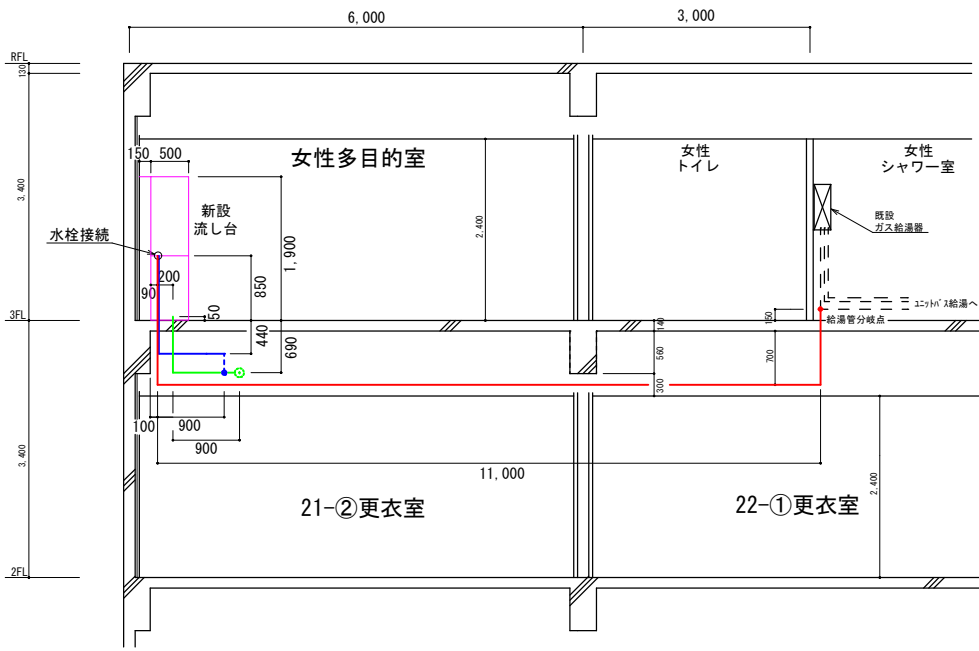 6,000
3,000
RFL
130
3,400
150
500
女性多目的室
2,400
女性
トイレ
女性
シャワー室
新設
流し台
1,900
既設
ガス給湯器
水栓接続
200
90
850
50
ユニットバス給湯へ
3FL
440
690
140
150
給湯管分岐点
560
700
300
100
900
900
11,000
3,400
2,400
21-②更衣室
22-①更衣室
2FL